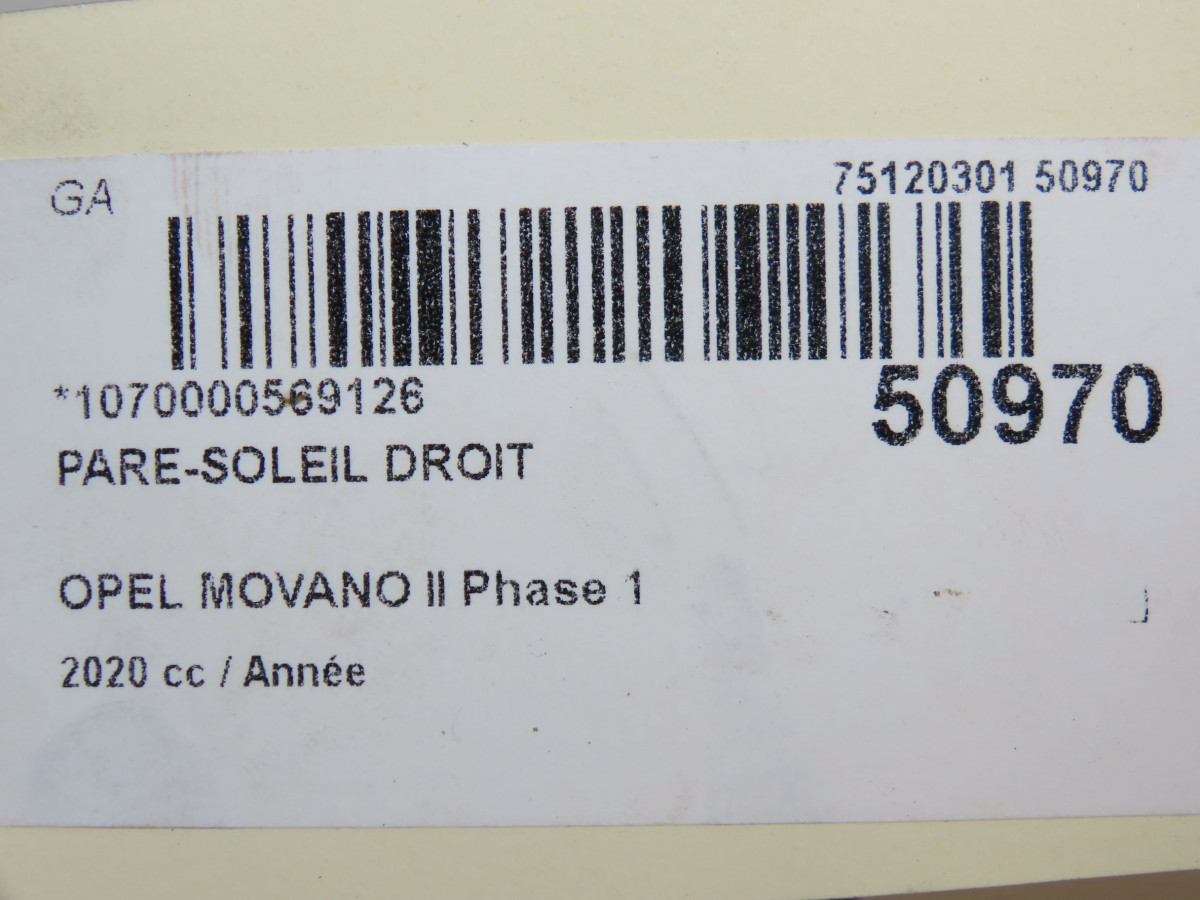 GA
75120301 50970
*1070000569126
50970
PARE-SOLEIL DROIT
OPEL MOVANO II Phase 1
2020 cc / Année